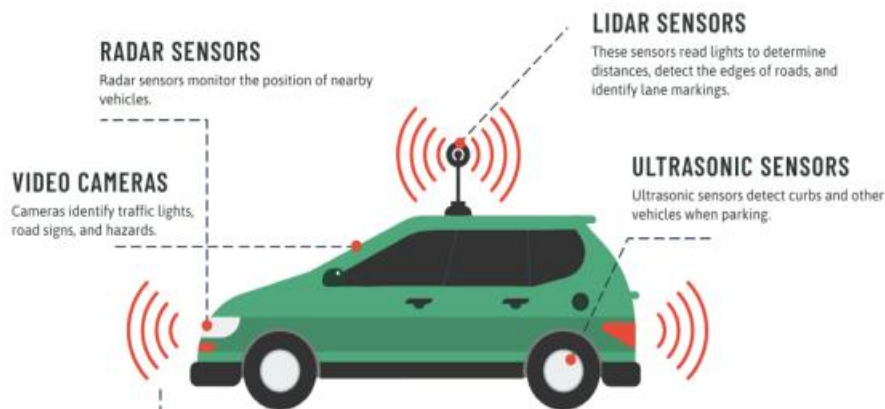 RADAR SENSORS
Radar sensors monitor the position of nearby
vehicles.
LIDAR SENSORS
These sensors read lights to determine
distances, detect the edges of roads, and
identify lane markings.
VIDEO CAMERAS
Cameras identify traffic lights,
road signs, and hazards.
ULTRASONIC SENSORS
Ultrasonic sensors detect curbs and other
vehicles when parking.